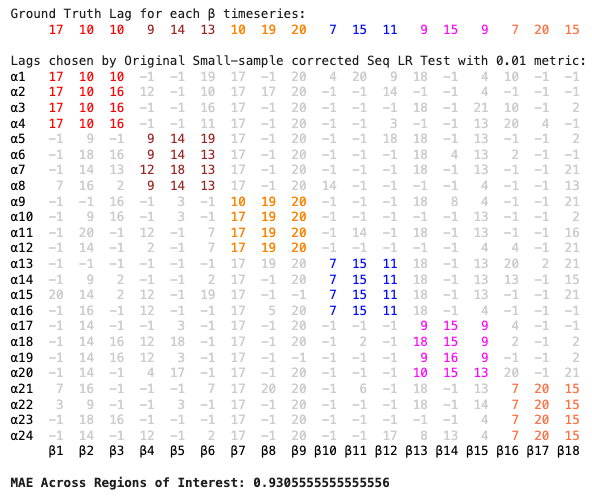 Ground Truth Lag for each β timeseries:
17 10 10 9 14 13 10 19 20 7 15 11 9 15 9 7 20 15
Lags chosen by Original Small-sample corrected Seq LR Test with 0.01 metric:
α1 17 10 10 -1 -1 19 17 -1 20 4 20 9 18 -1 4 10 -1 -1
α2 17 10 16 12 -1 10 17 17 20 -1 -1 -1 18 -1 4 -1 -1 2
α3 17 10 16 -1 -1 16 17 -1 20 -1 -1 -1 18 -1 21 10 -1 2
α4 17 10 16 -1 -1 11 17 -1 20 -1 -1 3 -1 -1 13 20 4 -1
α5 -1 9 -1 9 14 19 17 -1 20 -1 -1 18 18 -1 13 -1 -1 2
α6 -1 18 16 9 14 13 17 -1 20 -1 -1 -1 18 4 13 2 -1 -1
α7 -1 14 13 12 18 13 17 -1 20 -1 -1 -1 18 -1 13 -1 -1 21
α8 7 16 2 9 14 13 17 -1 20 14 -1 -1 -1 -1 4 -1 -1 13
α9 -1 -1 16 -1 3 -1 10 19 20 -1 -1 -1 18 8 4 -1 -1 21
α10 -1 9 16 -1 3 -1 17 19 20 -1 -1 -1 -1 -1 13 -1 -1 2
α11 -1 20 -1 12 -1 7 17 19 20 -1 14 -1 18 -1 13 -1 -1 16
α12 -1 14 -1 2 -1 7 17 19 20 -1 -1 -1 -1 -1 4 4 -1 21
α13 -1 -1 -1 -1 -1 -1 17 19 20 7 15 11 18 -1 13 20 2 21
α14 -1 9 2 -1 -1 2 17 -1 20 7 15 11 18 -1 13 13 -1 15
α15 20 14 2 12 -1 19 17 -1 -1 7 15 11 18 -1 13 -1 -1 21
α16 -1 16 -1 12 -1 -1 17 5 20 7 15 11 18 -1 4 -1 -1 -1
α17 -1 14 -1 -1 3 -1 17 -1 20 -1 -1 -1 9 15 9 4 -1 -1
α18 -1 14 16 12 18 -1 17 -1 20 -1 2 -1 18 15 9 2 -1 2
α19 -1 14 16 12 3 -1 17 -1 20 -1 -1 -1 9 16 9 -1 -1 2
α20 -1 14 -1 4 17 -1 17 -1 20 -1 -1 -1 10 15 13 20 -1 21
α21 7 16 -1 -1 -1 -1 17 20 20 -1 6 -1 18 -1 13 7 20 15
α22 3 9 -1 -1 3 -1 17 -1 20 -1 -1 -1 18 -1 14 7 20 15
α23 -1 18 16 -1 -1 -1 17 -1 20 -1 -1 -1 -1 -1 13 7 20 15
α24 -1 14 -1 12 -1 2 17 -1 20 -1 -1 17 8 13 4 7 20 15
β1 β2 β3 β4 β5 β6 β7 β8 β9 β10 β11 β12 β13 β14 β15 β16 β17 β18
MAE Across Regions of Interest: 0.9305555555555556